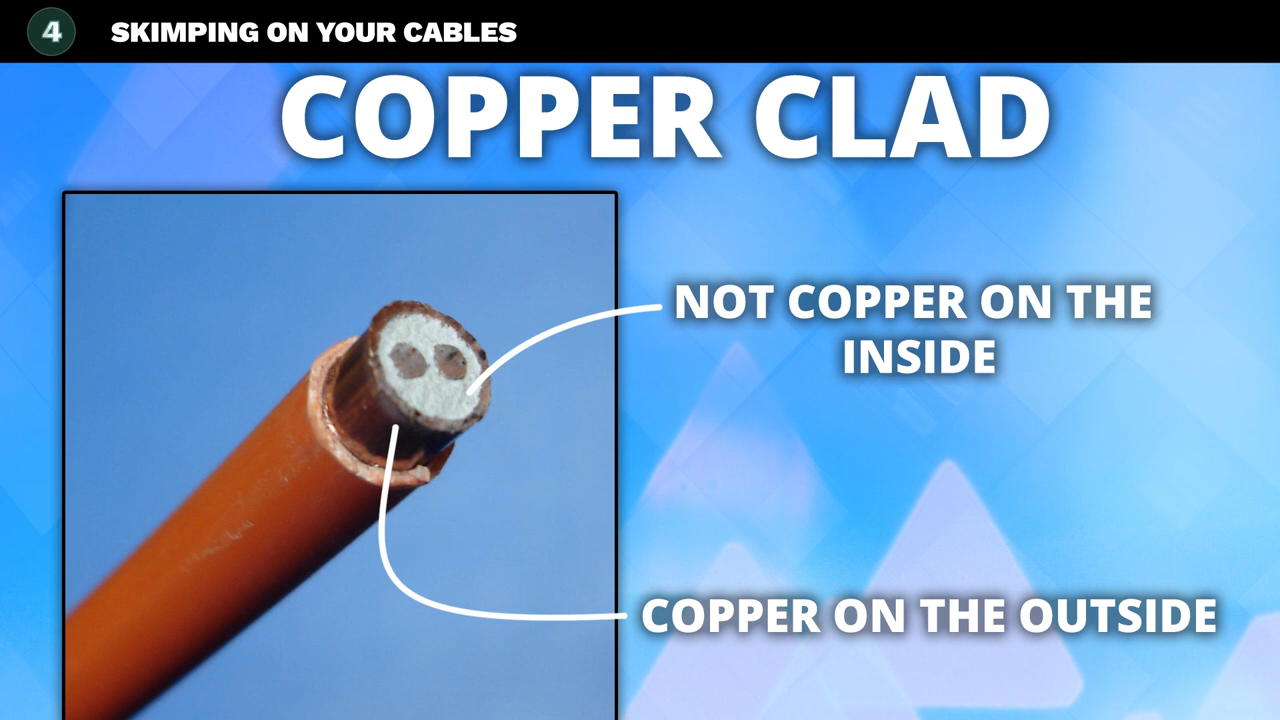 4 SKIMPING ON YOUR CABLES
COPPER CLAD
NOT COPPER ON THE
INSIDE
COPPER ON THE OUTSIDE